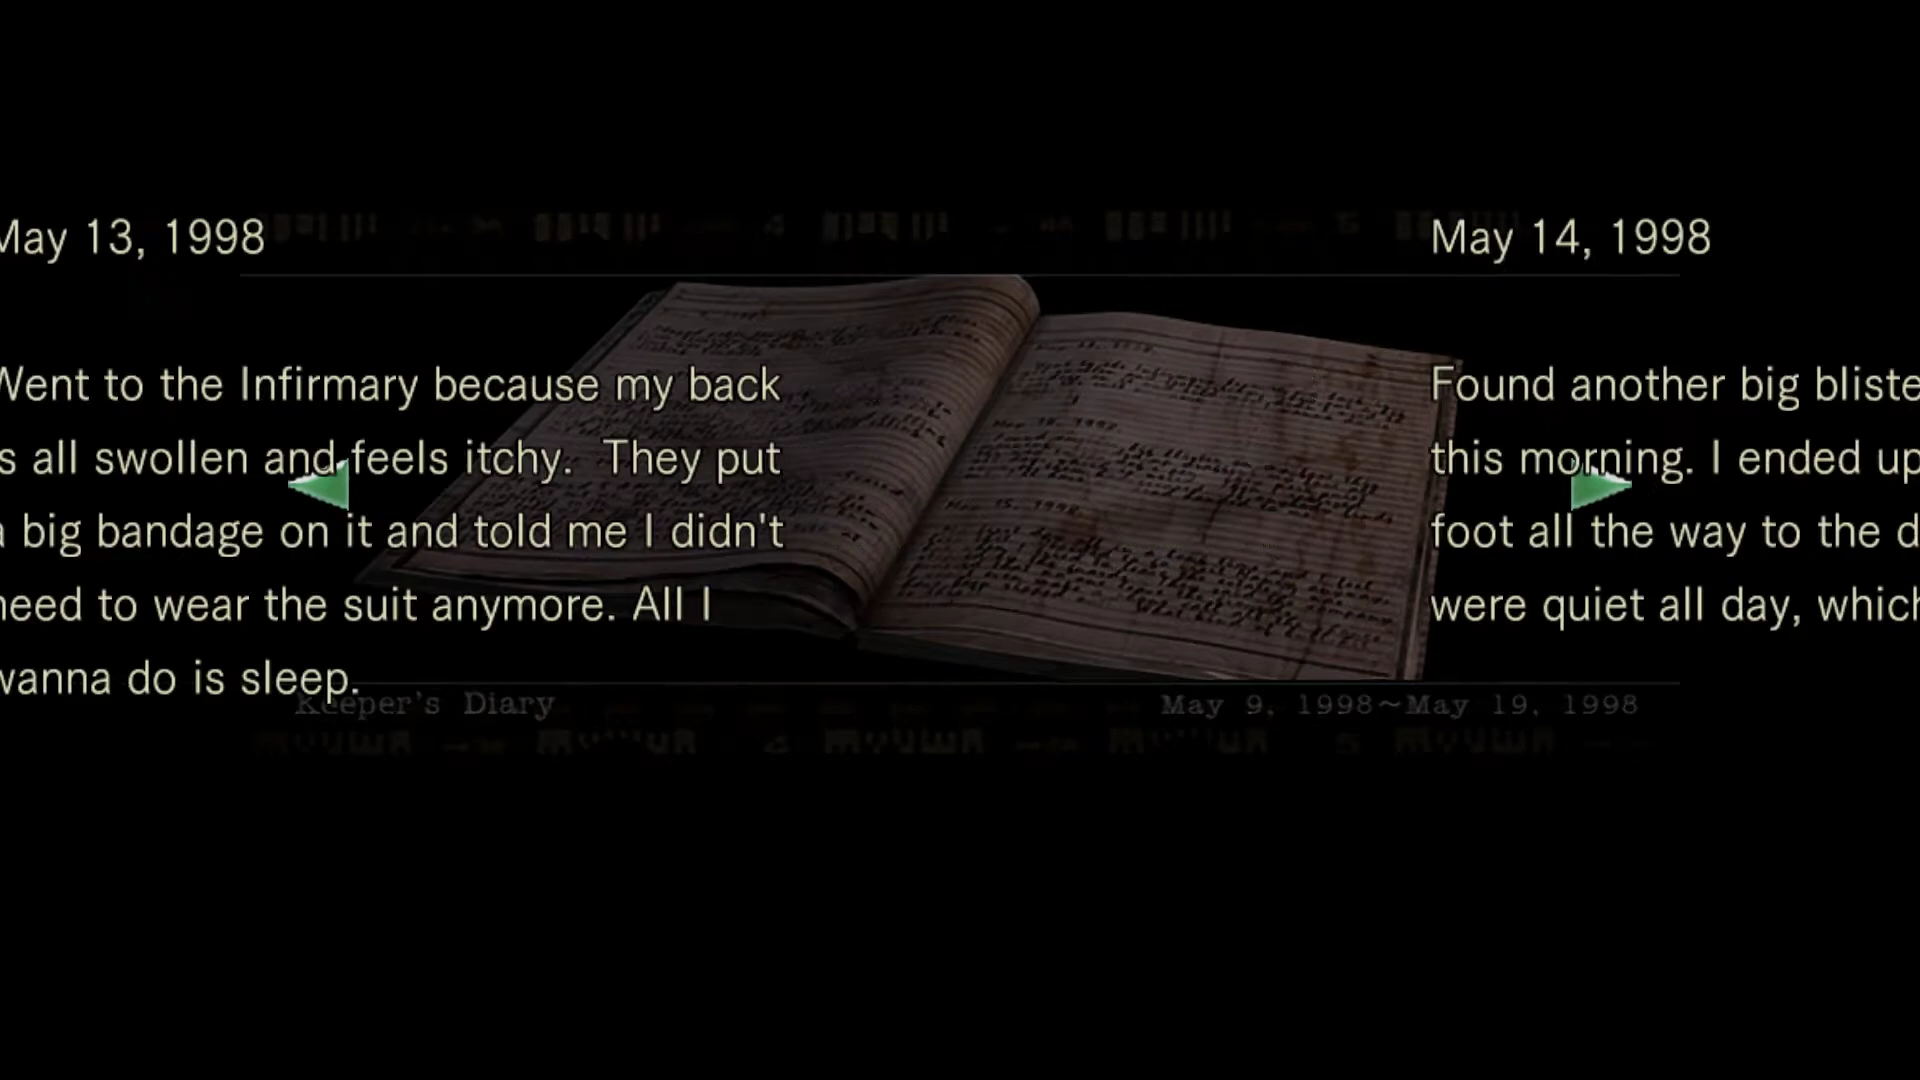 May 13, 1998
Went to the Infirmary because my back
s all swollen and feels itchy.  They put
a big bandage on it and told me I didn't
need to wear the suit anymore. All I
wanna do is sleep.
May 14, 1998
Found another big bliste
this morning. I ended up
foot all the way to the d
were quiet all day, which
Keeper's Diary
May 9, 1998~May 19, 1998